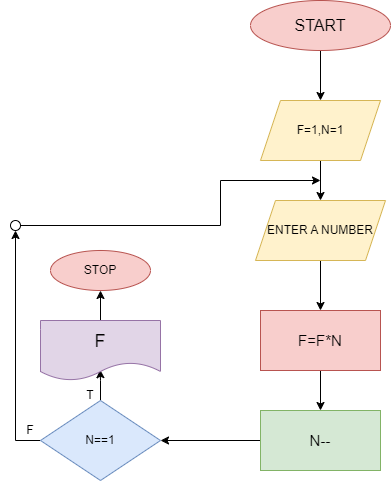 START
F=1,N=1
ENTER A NUMBER
F=F*N
N--
N==1
T
F
F
STOP